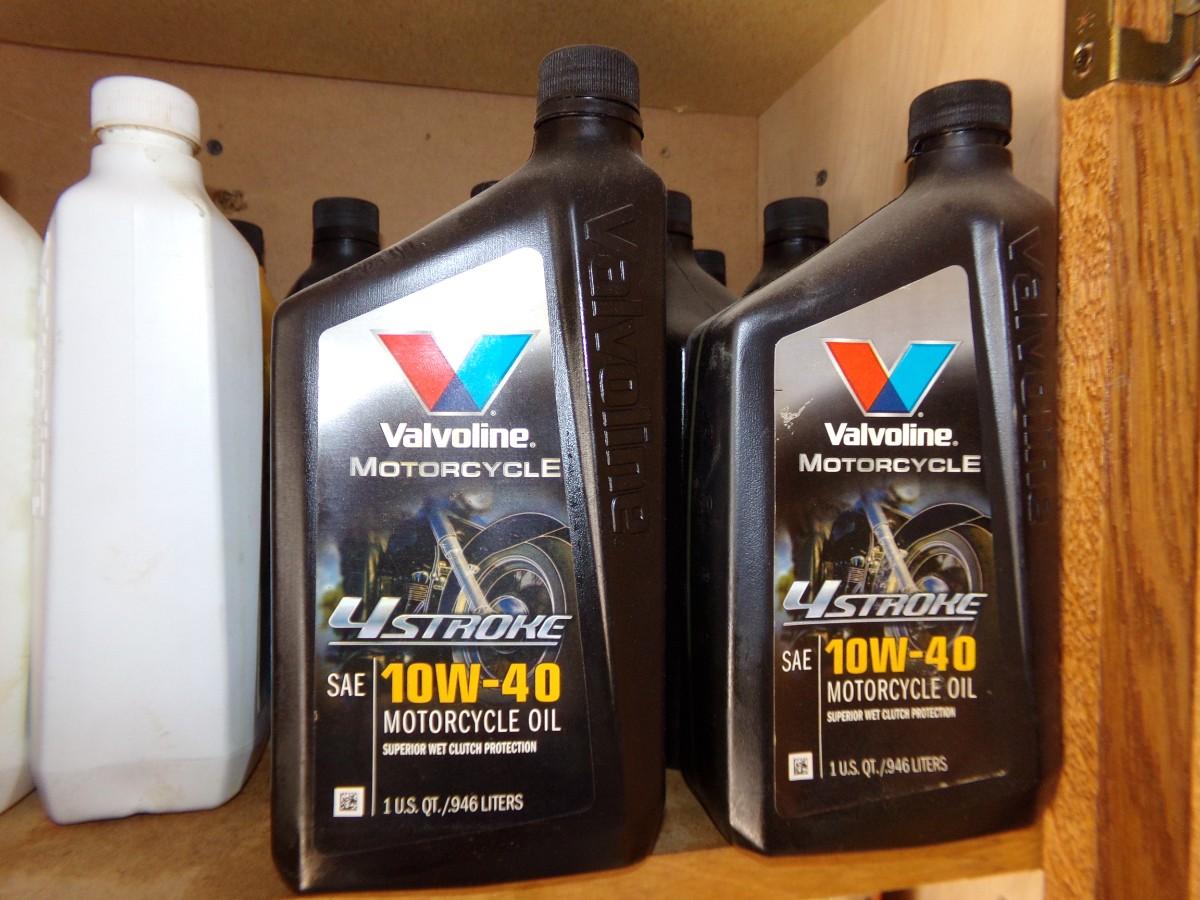 Valvoline
Valvoline®
MOTORCYCLE
4STROKE
SAE 10W-40
MOTORCYCLE OIL
SUPERIOR WET CLUTCH PROTECTION
1 U.S. QT./.946 LITERS
Valvoline
Valvoline®
MOTORCYCLE
4STROKE
SAE 10W-40
MOTORCYCLE OIL
SUPERIOR WET CLUTCH PROTECTION
1 U.S. QT./.946 LITERS